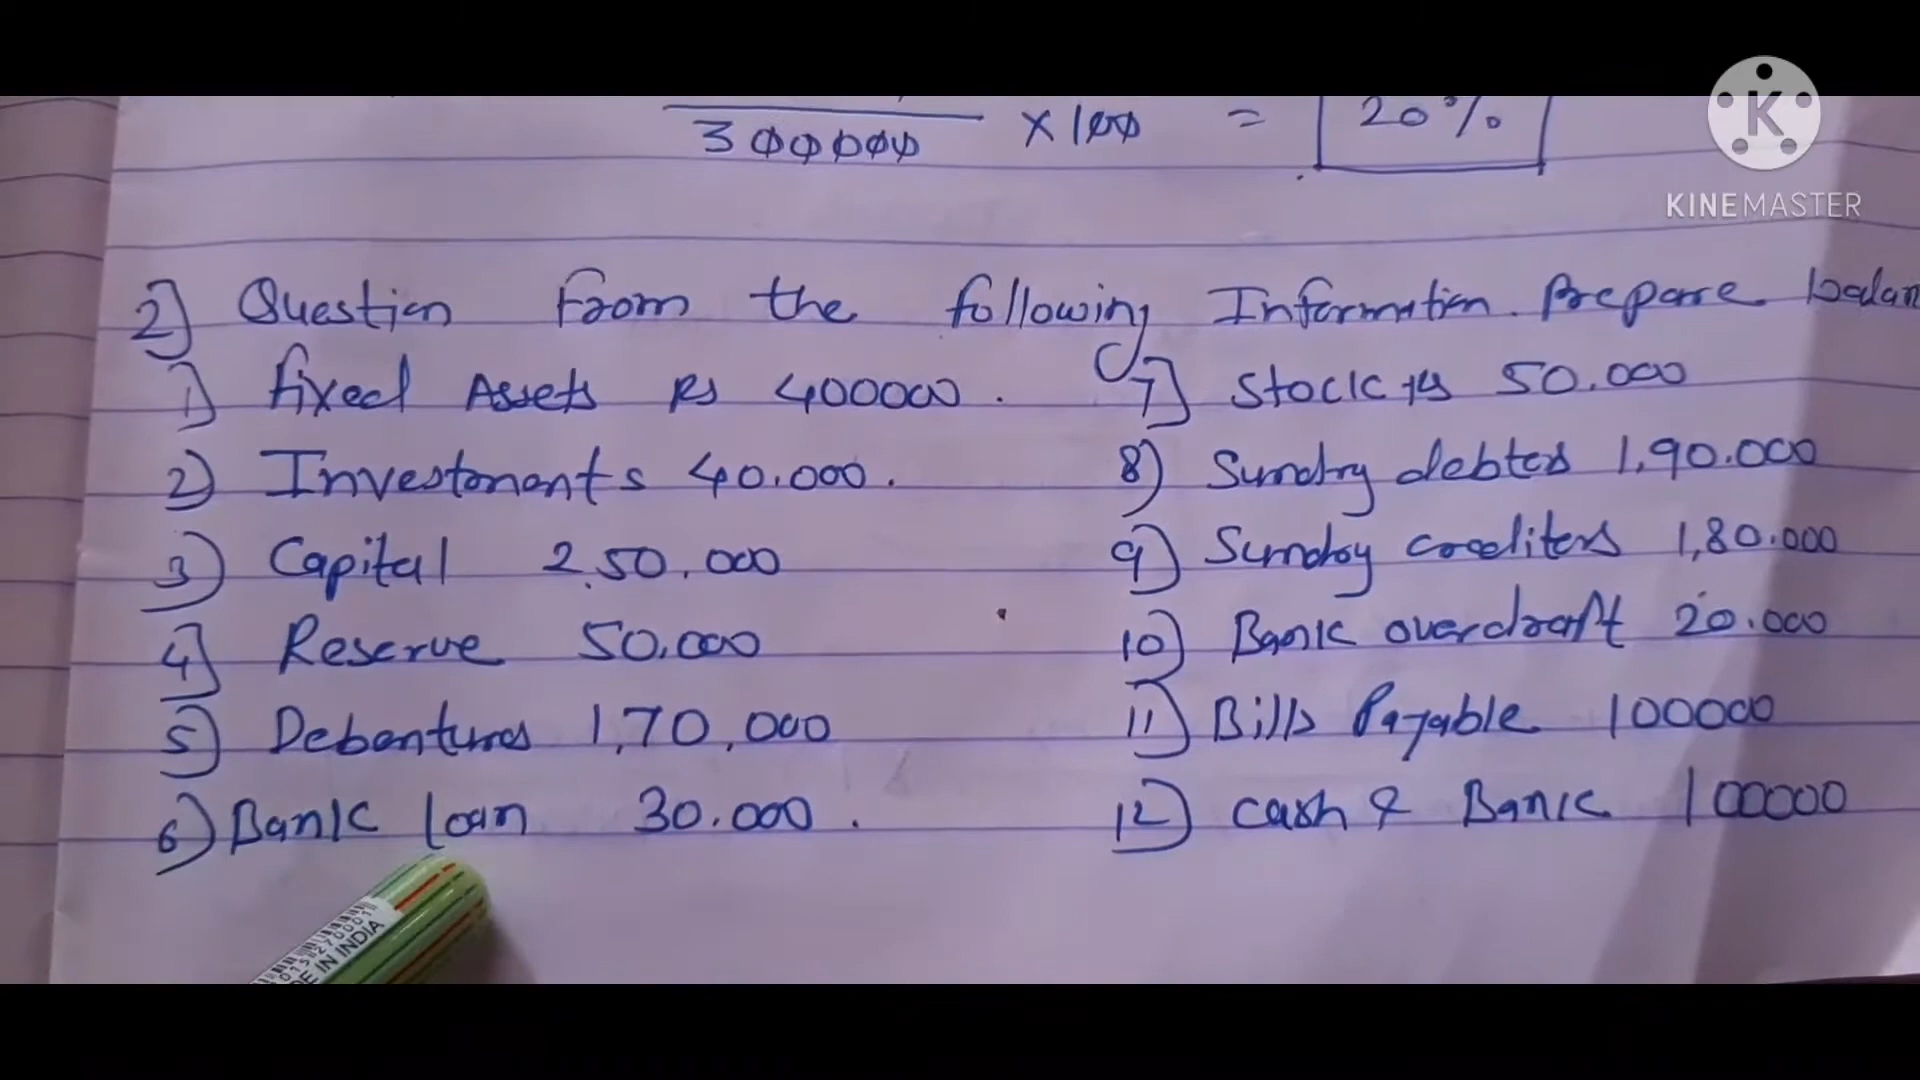 300000 × 100 = 20%
K
KINEMASTER
2) Question From the following Information. Prepare balan
1) fixed Assets Rs 400000.
2) Investments 40.000.
3) Capital 2,50,000
4) Reserve 50,000
5) Debentures 1,70,000
6) Bank loan 30.000.
7) Stock Rs 50.000
8) Sundry debtors 1,90.000
9) Sundry creditors 1,80.000
10) Bank overdraft 20.000
11) Bills Payable 100000
12) cash & Bank 100000
0151270001
DE IN INDIA